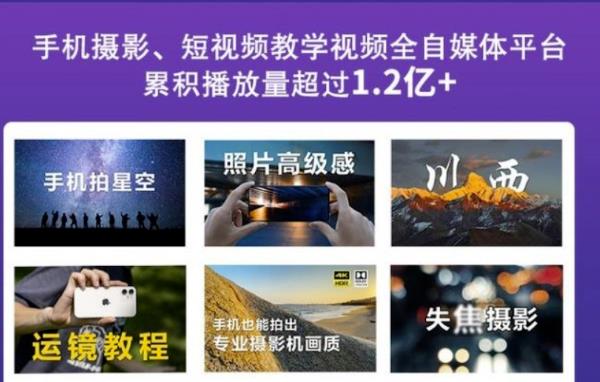 手机摄影、短视频教学视频全自媒体平台
累积播放量超过1.2亿+
手机拍星空
照片高级感
川西
运镜教程
4K HDR DOLBY VISION
手机也能拍出
专业摄影机画质
失焦摄影